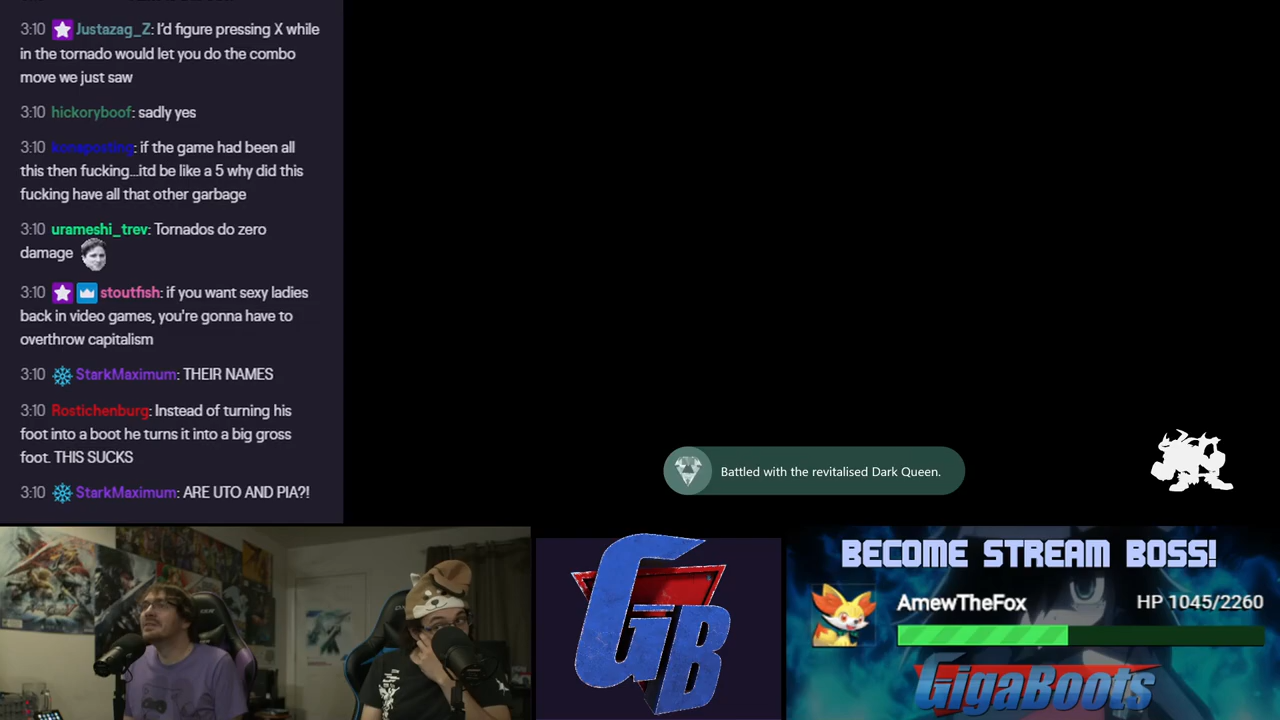 3:10 Justazag_Z: I'd figure pressing X while
in the tornado would let you do the combo
move we just saw
3:10 hickoryboof: sadly yes
3:10 konaposting: if the game had been all
this then fucking...itd be like a 5 why did this
fucking have all that other garbage
3:10 urameshi_trev: Tornados do zero
damage
3:10 stoutfish: if you want sexy ladies
back in video games, you're gonna have to
overthrow capitalism
3:10 StarkMaximum: THEIR NAMES
3:10 Rostichenburg: Instead of turning his
foot into a boot he turns it into a big gross
foot. THIS SUCKS
3:10 StarkMaximum: ARE UTO AND PIA?!
Battled with the revitalised Dark Queen.
GB
BECOME STREAM BOSS!
AmewTheFox HP 1045/2260
GigaBoots